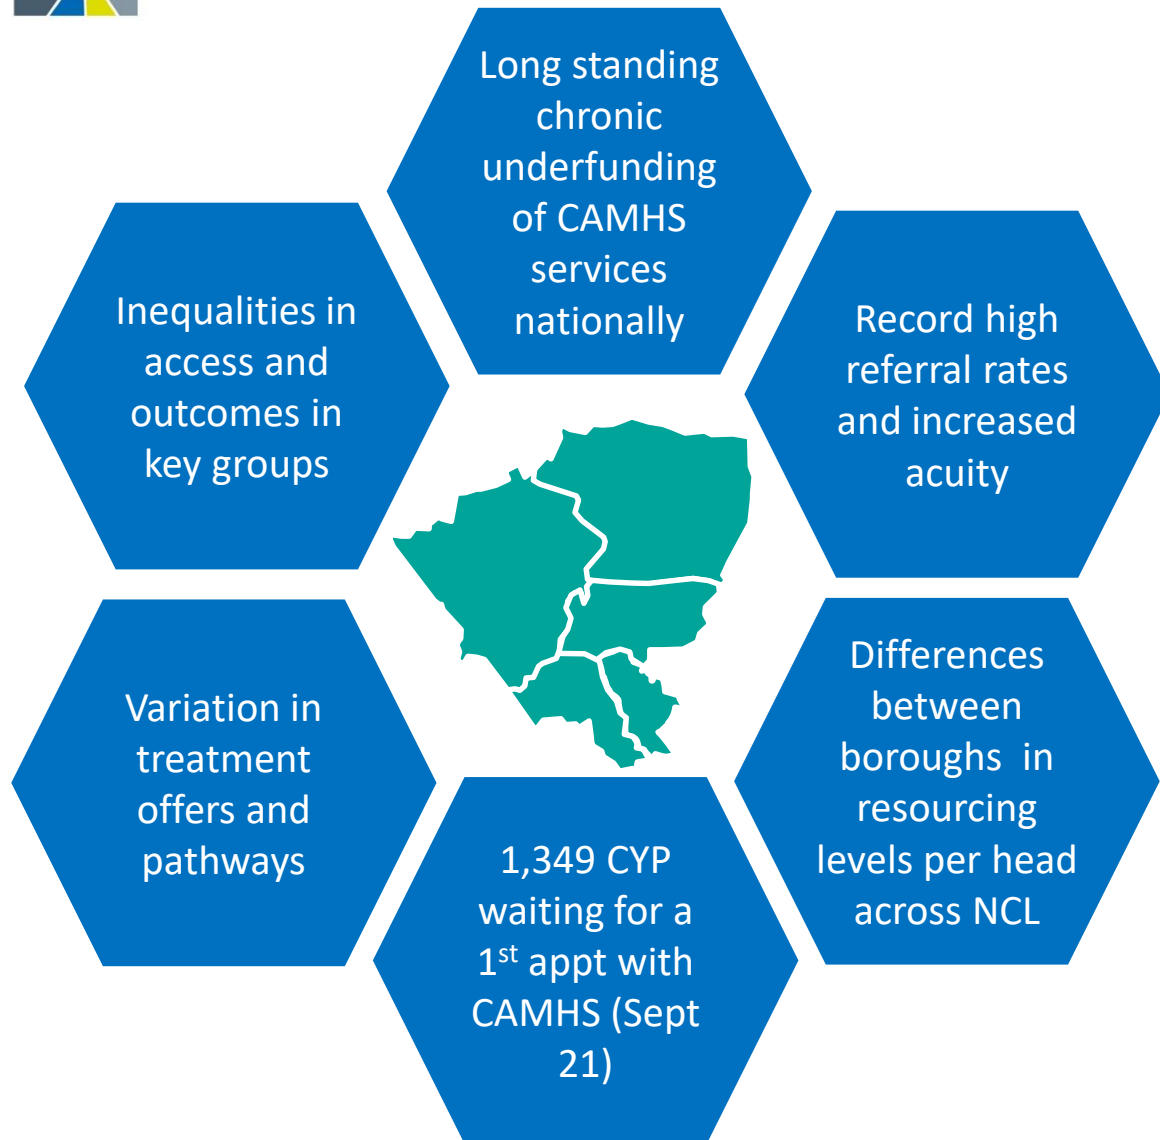 Long standing
chronic
underfunding
of CAMHS
services
nationally
Inequalities in
access and
outcomes in
key groups
Record high
referral rates
and increased
acuity
Variation in
treatment
offers and
pathways
Differences
between
boroughs  in
resourcing
levels per head
across NCL
1,349 CYP
waiting for a
1st appt with
CAMHS (Sept
21)